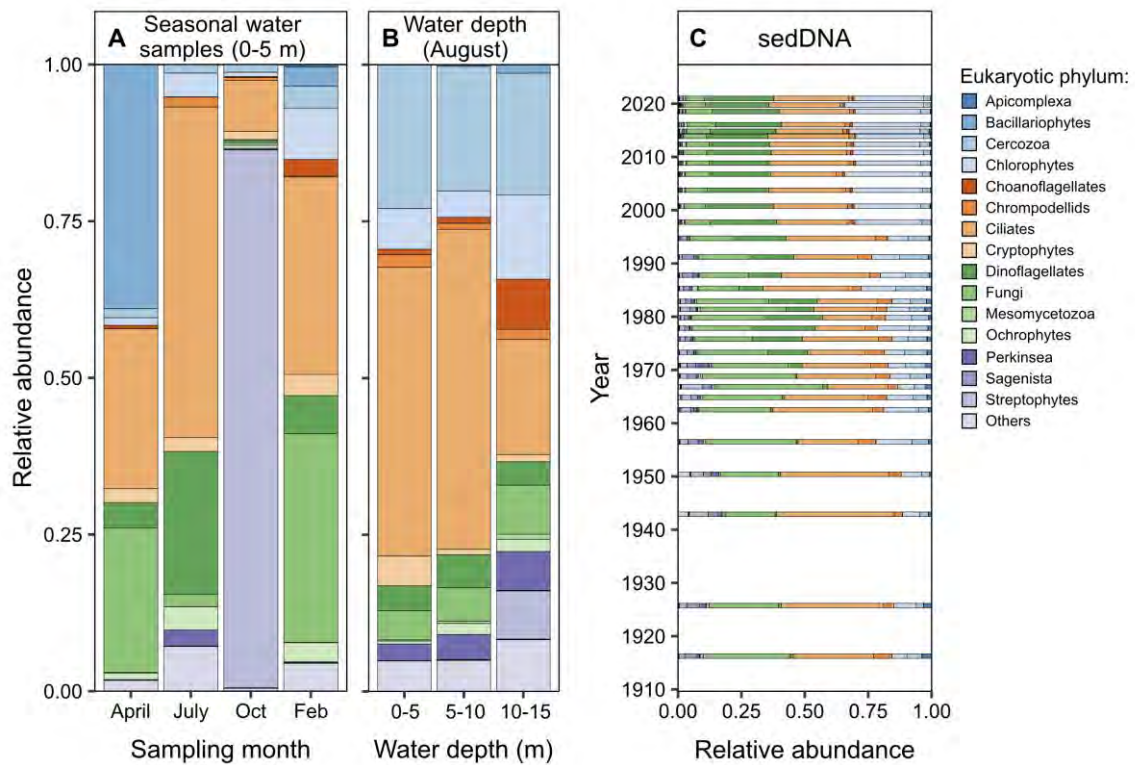 A
Seasonal water
samples (0-5 m)
B
Water depth
(August)
C
sedDNA
Relative abundance
1.00
0.75
0.50
0.25
0.00
April
July
Oct
Feb
Sampling month
0-5
5-10
10-15
Water depth (m)
Year
2020
2010
2000
1990
1980
1970
1960
1950
1940
1930
1920
1910
0.00
0.25
0.50
0.75
1.00
Relative abundance
Eukaryotic phylum:
Apicomplexa
Bacillariophytes
Cercozoa
Chlorophytes
Choanoflagellates
Chrompodellids
Ciliates
Cryptophytes
Dinoflagellates
Fungi
Mesomycetozoa
Ochrophytes
Perkinsea
Sagenista
Streptophytes
Others